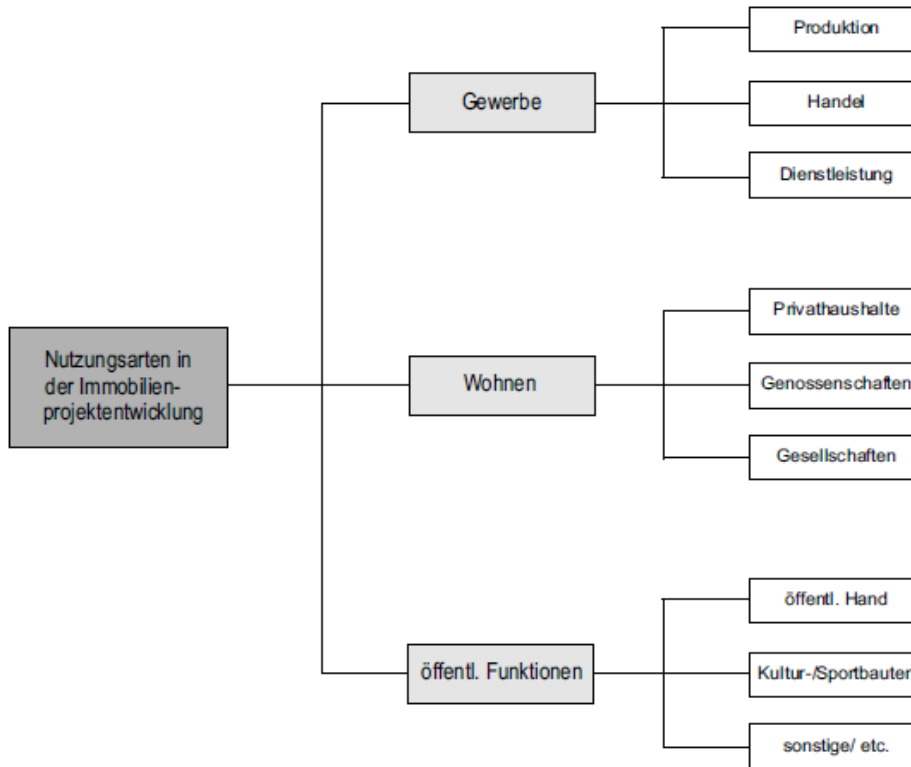 Produktion
Gewerbe
Handel
Dienstleistung
Nutzungsarten in
der Immobilien-
projektentwicklung
Privathaushalte
Wohnen
Genossenschaften
Gesellschaften
öffentl. Hand
öffentl. Funktionen
Kultur-/Sportbauten
sonstige/ etc.